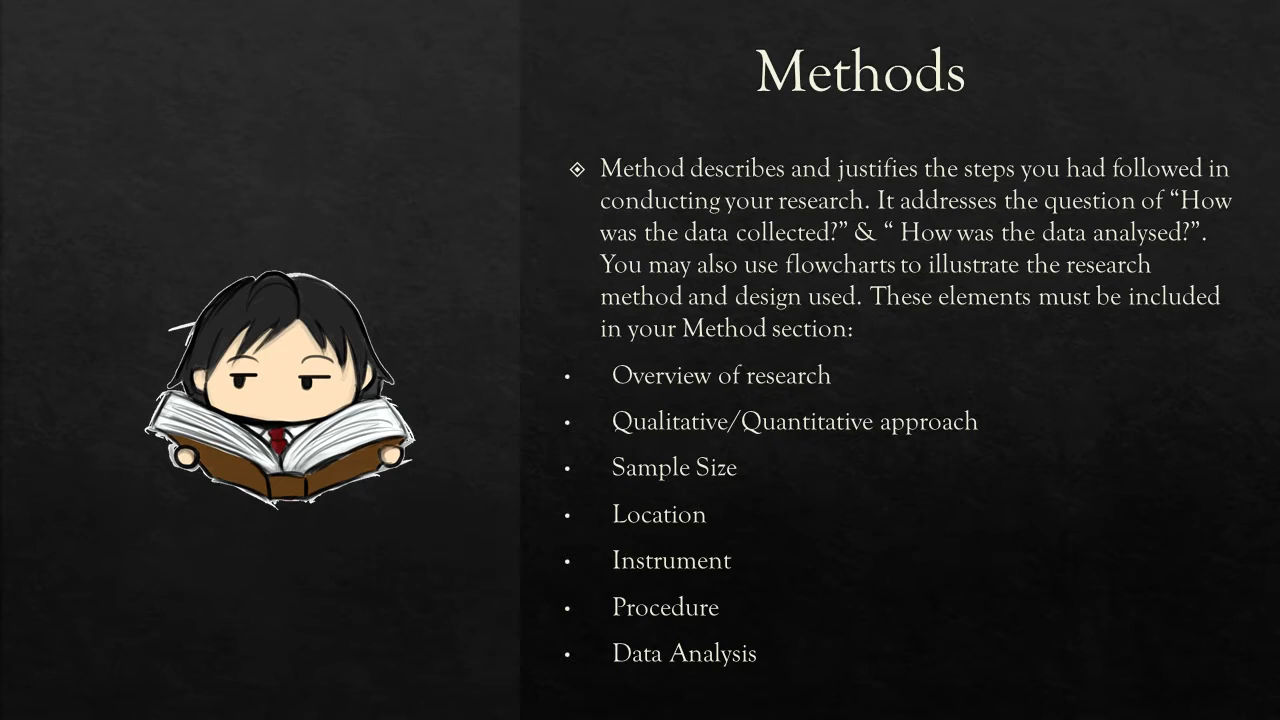 Methods
Method describes and justifies the steps you had followed in
conducting your research. It addresses the question of “How
was the data collected?” & “ How was the data analysed?”.
You may also use flowcharts to illustrate the research
method and design used. These elements must be included
in your Method section:
• Overview of research
• Qualitative/Quantitative approach
• Sample Size
• Location
• Instrument
• Procedure
• Data Analysis